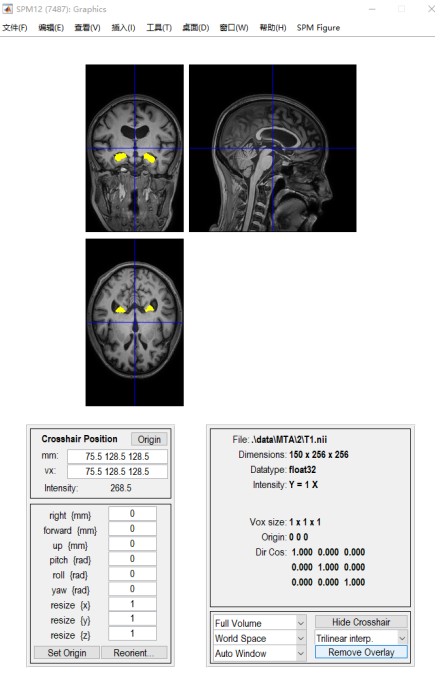 SPM12 (7487): Graphics
文件(F) 编辑(E) 查看(V) 插入(I) 工具(T) 桌面(D) 窗口(W) 帮助(H) SPM Figure
Crosshair Position Origin
mm: 75.5 128.5 128.5
vx: 75.5 128.5 128.5
Intensity: 268.5
right {mm} 0
forward {mm} 0
up {mm} 0
pitch {rad} 0
roll {rad} 0
yaw {rad} 0
resize {x} 1
resize {y} 1
resize {z} 1
Set Origin Reorient...
File: .\data\MTA\2\T1.nii
Dimensions: 150 x 256 x 256
Datatype: float32
Intensity: Y = 1 X
Vox size: 1 x 1 x 1
Origin: 0 0 0
Dir Cos: 1.000 0.000 0.000
0.000 1.000 0.000
0.000 0.000 1.000
Full Volume Hide Crosshair
World Space Trilinear interp.
Auto Window Remove Overlay